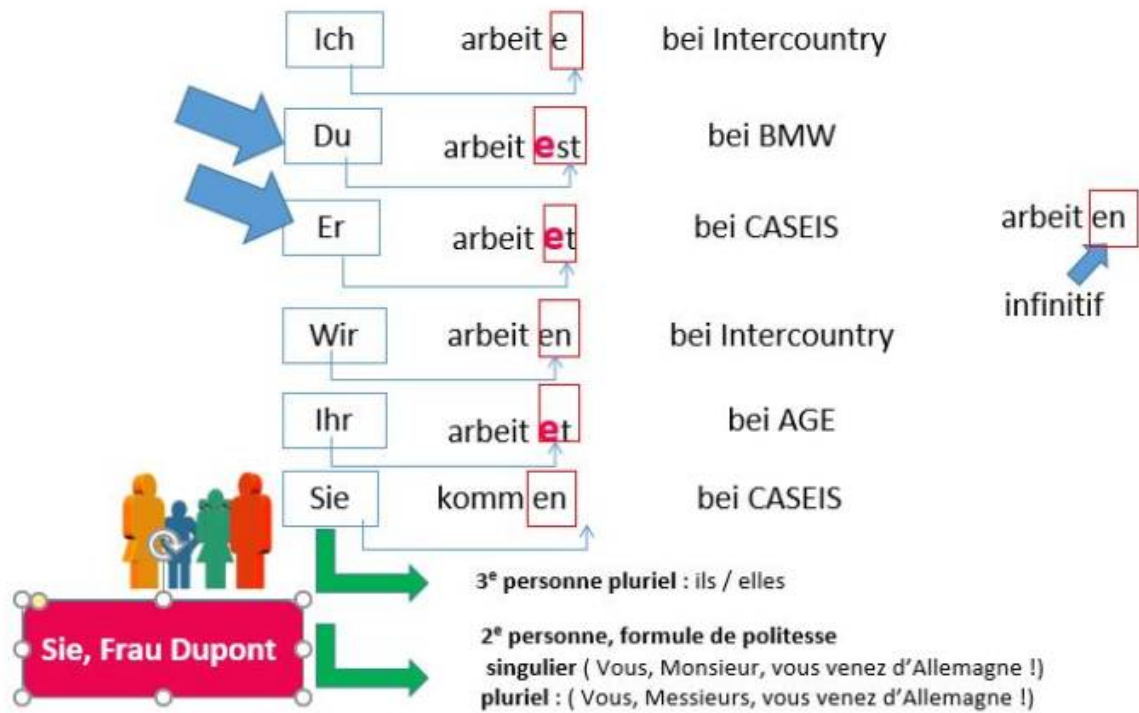 Ich arbeit e bei Intercountry
Du arbeit est bei BMW
Er arbeit et bei CASEIS
arbeit en
infinitif
Wir arbeit en bei Intercountry
Ihr arbeit et bei AGE
Sie komm en bei CASEIS
3e personne pluriel : ils / elles
Sie, Frau Dupont
2e personne, formule de politesse
singulier ( Vous, Monsieur, vous venez d'Allemagne !)
pluriel : ( Vous, Messieurs, vous venez d'Allemagne !)